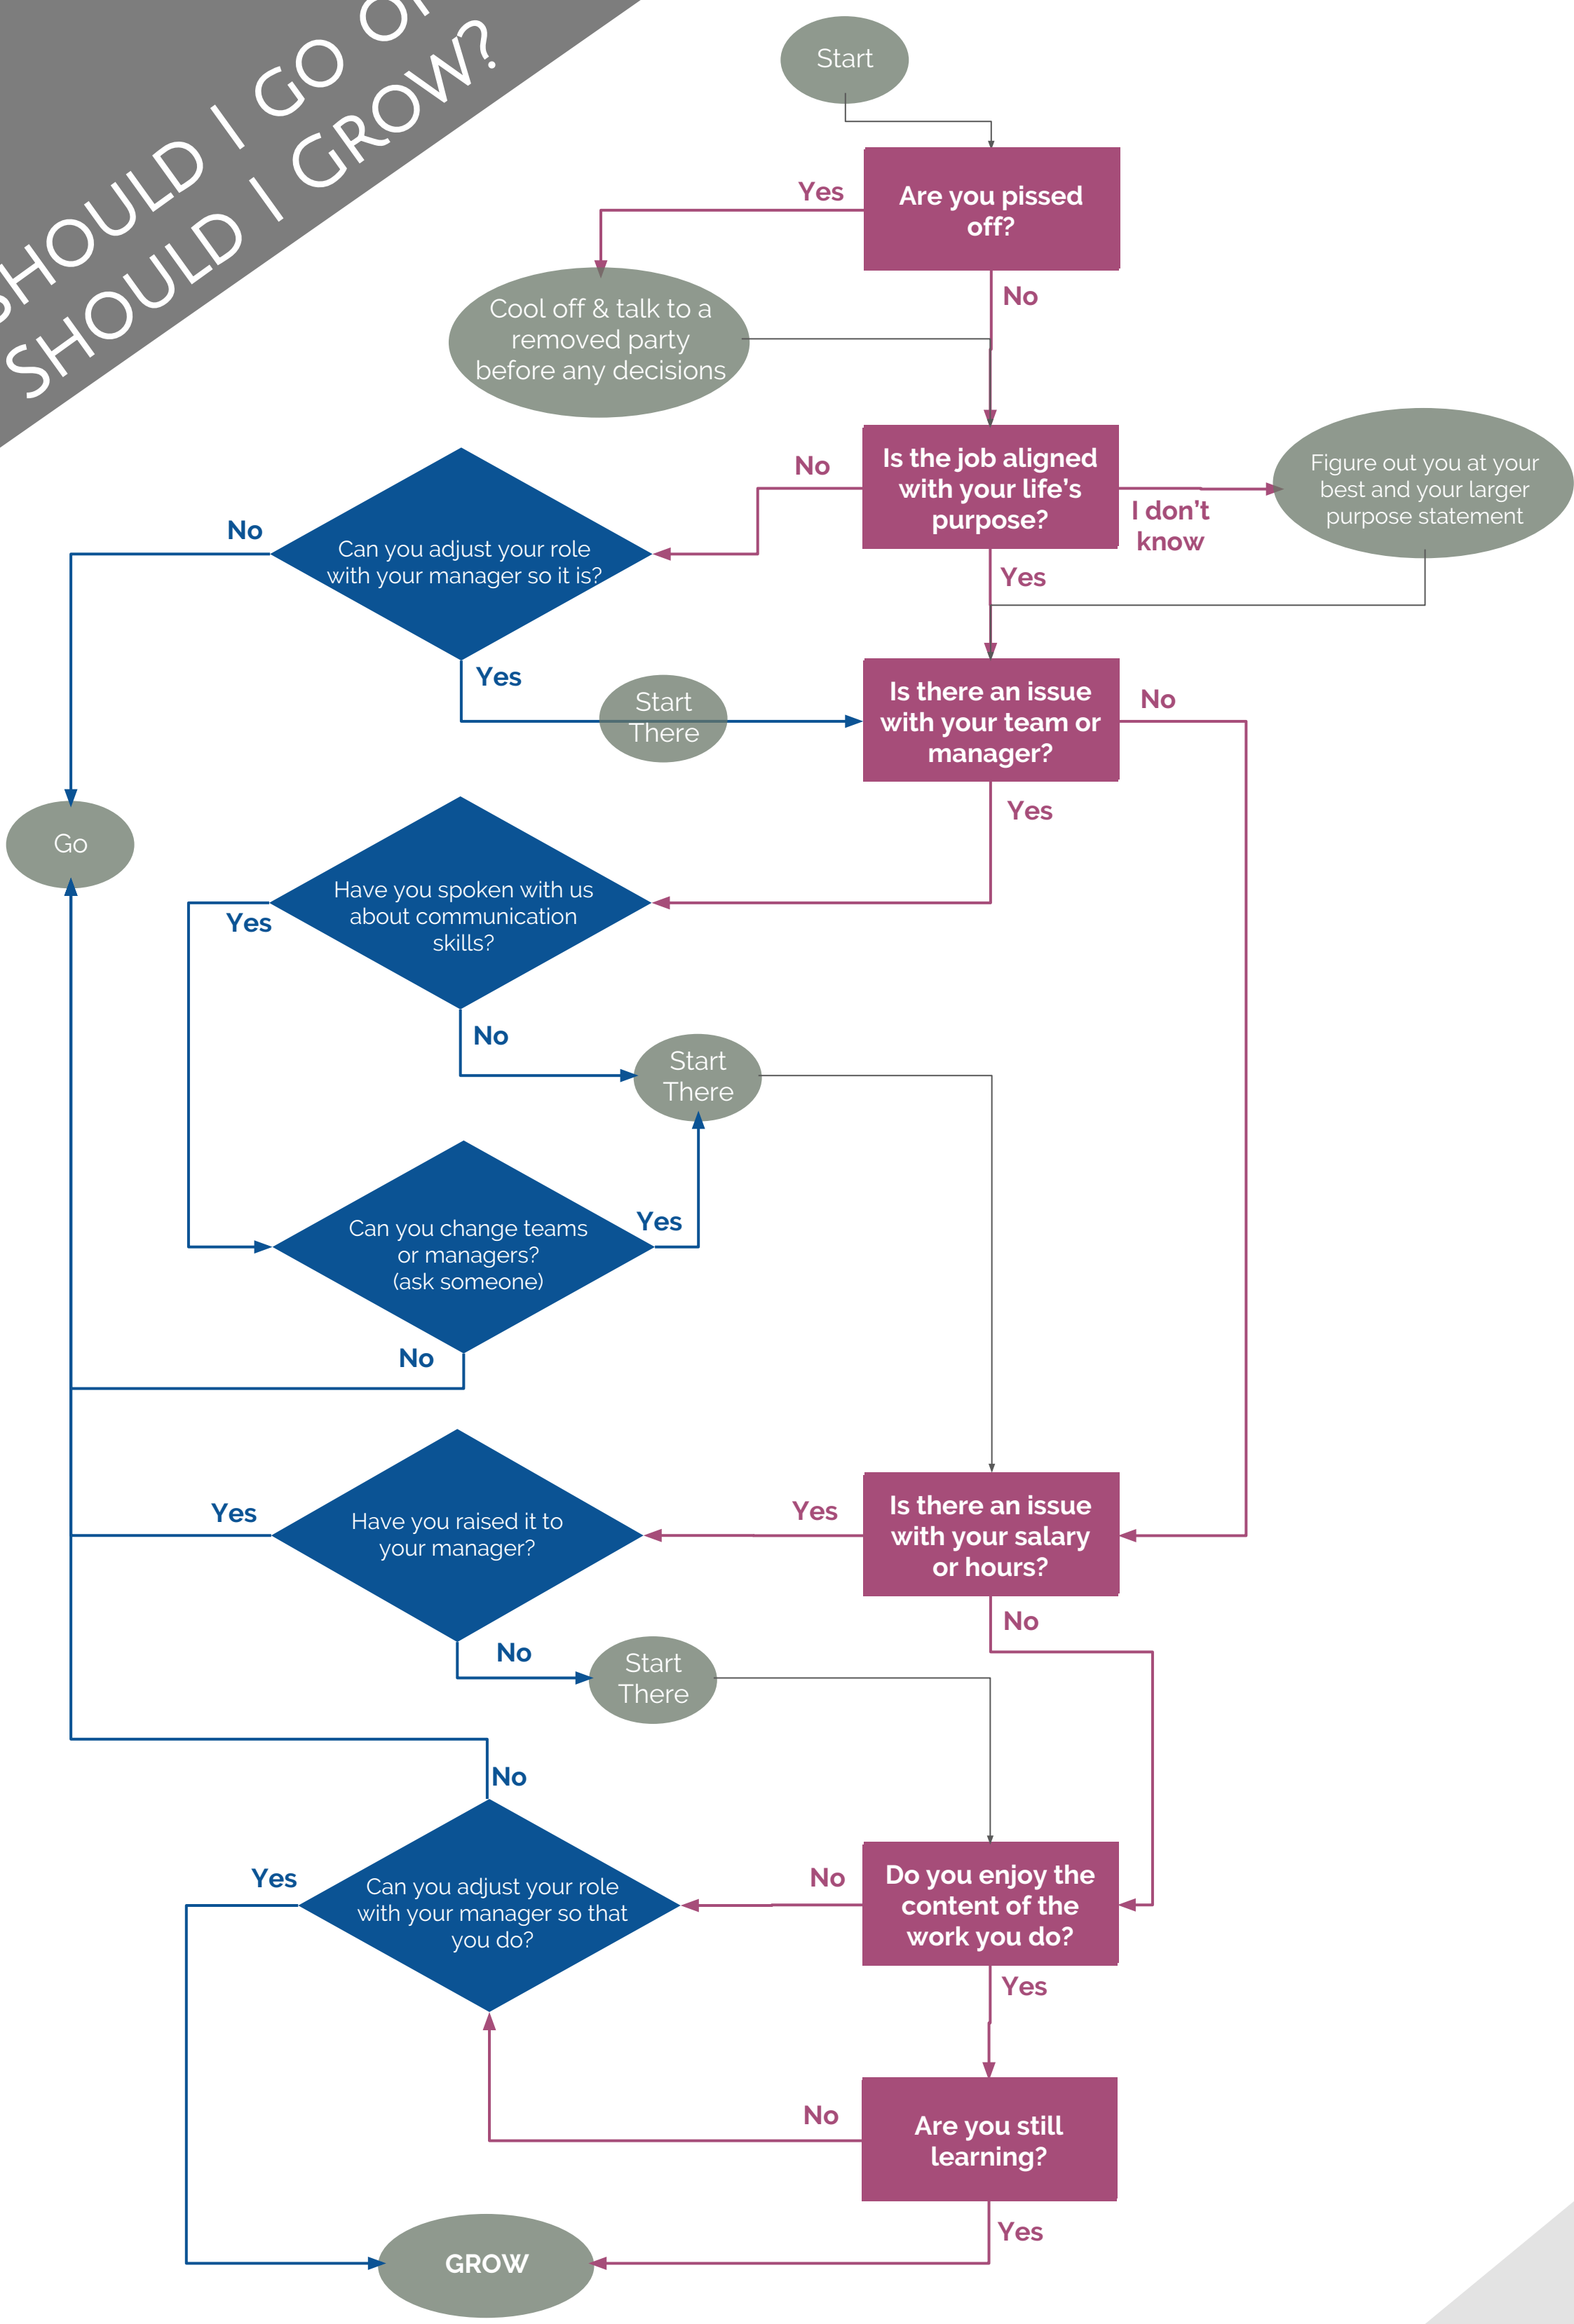 SHOULD I GO OR
SHOULD I GROW?
Start
Are you pissed
off?
Yes
No
Cool off & talk to a
removed party
before any decisions
Is the job aligned
with your life's
purpose?
No
I don't
know
Yes
Figure out you at your
best and your larger
purpose statement
Can you adjust your role
with your manager so it is?
No
Yes
Start
There
Is there an issue
with your team or
manager?
No
Yes
Go
Have you spoken with us
about communication
skills?
Yes
No
Start
There
Can you change teams
or managers?
(ask someone)
Yes
No
Is there an issue
with your salary
or hours?
Yes
No
Have you raised it to
your manager?
Yes
No
Start
There
Do you enjoy the
content of the
work you do?
No
Yes
Can you adjust your role
with your manager so that
you do?
No
Yes
Are you still
learning?
No
Yes
GROW